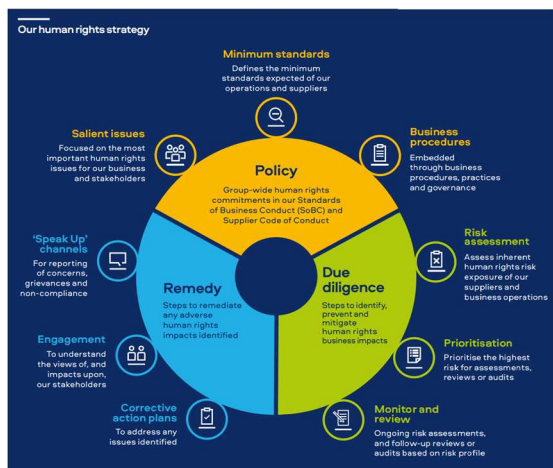 Our human rights strategy
Minimum standards
Defines the minimum
standards expected of our
operations and suppliers
Salient issues
Focused on the most
important human rights
issues for our business
and stakeholders
Business
procedures
Embedded
through business
procedures, practices
and governance
Policy
Group-wide human rights
commitments in our Standards
of Business Conduct (SoBC) and
Supplier Code of Conduct
'Speak Up'
channels
For reporting
of concerns,
grievances and
non-compliance
Risk
assessment
Assess inherent
human rights risk
exposure of our
suppliers and
business operations
Remedy
Steps to remediate
any adverse
human rights
impacts identified
Due
diligence
Steps to identify,
prevent and
mitigate
human rights
business impacts
Engagement
To understand
the views of, and
impacts upon,
our stakeholders
Prioritisation
Prioritise the highest
risk for assessments,
reviews or audits
Corrective
action plans
To address any
issues identified
Monitor and
review
Ongoing risk assessments,
and follow-up reviews or
audits based on risk profile